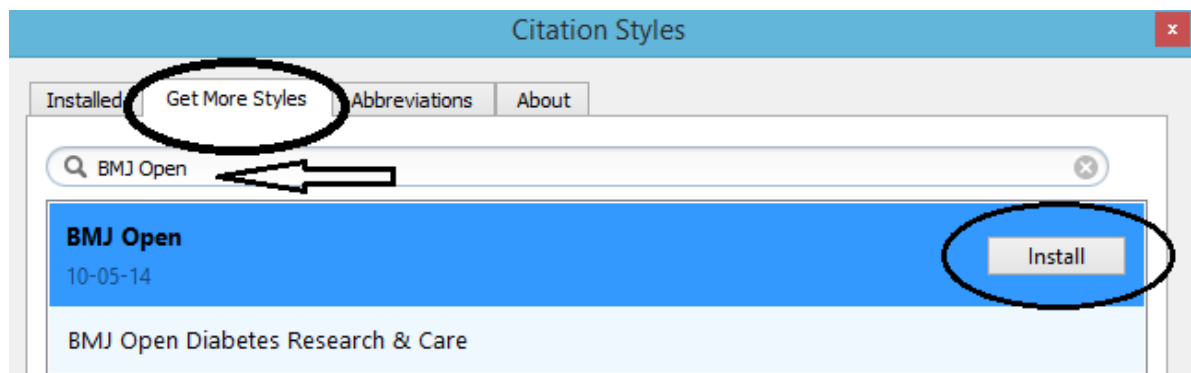 Citation Styles
x
Installed Get More Styles Abbreviations About
BMJ Open
BMJ Open
Install
10-05-14
BMJ Open Diabetes Research & Care